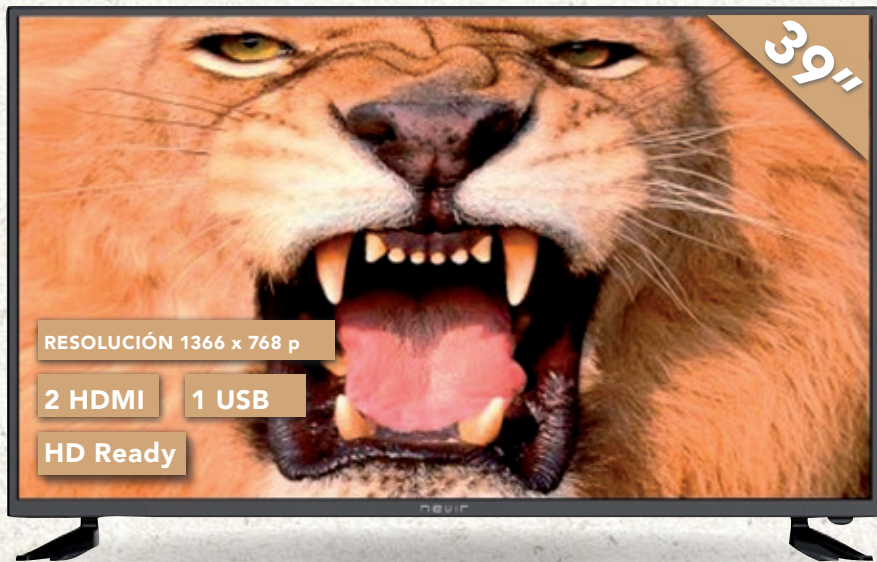 39"
RESOLUCIÓN 1366 x 768 p
2 HDMI 1 USB
HD Ready
nevir